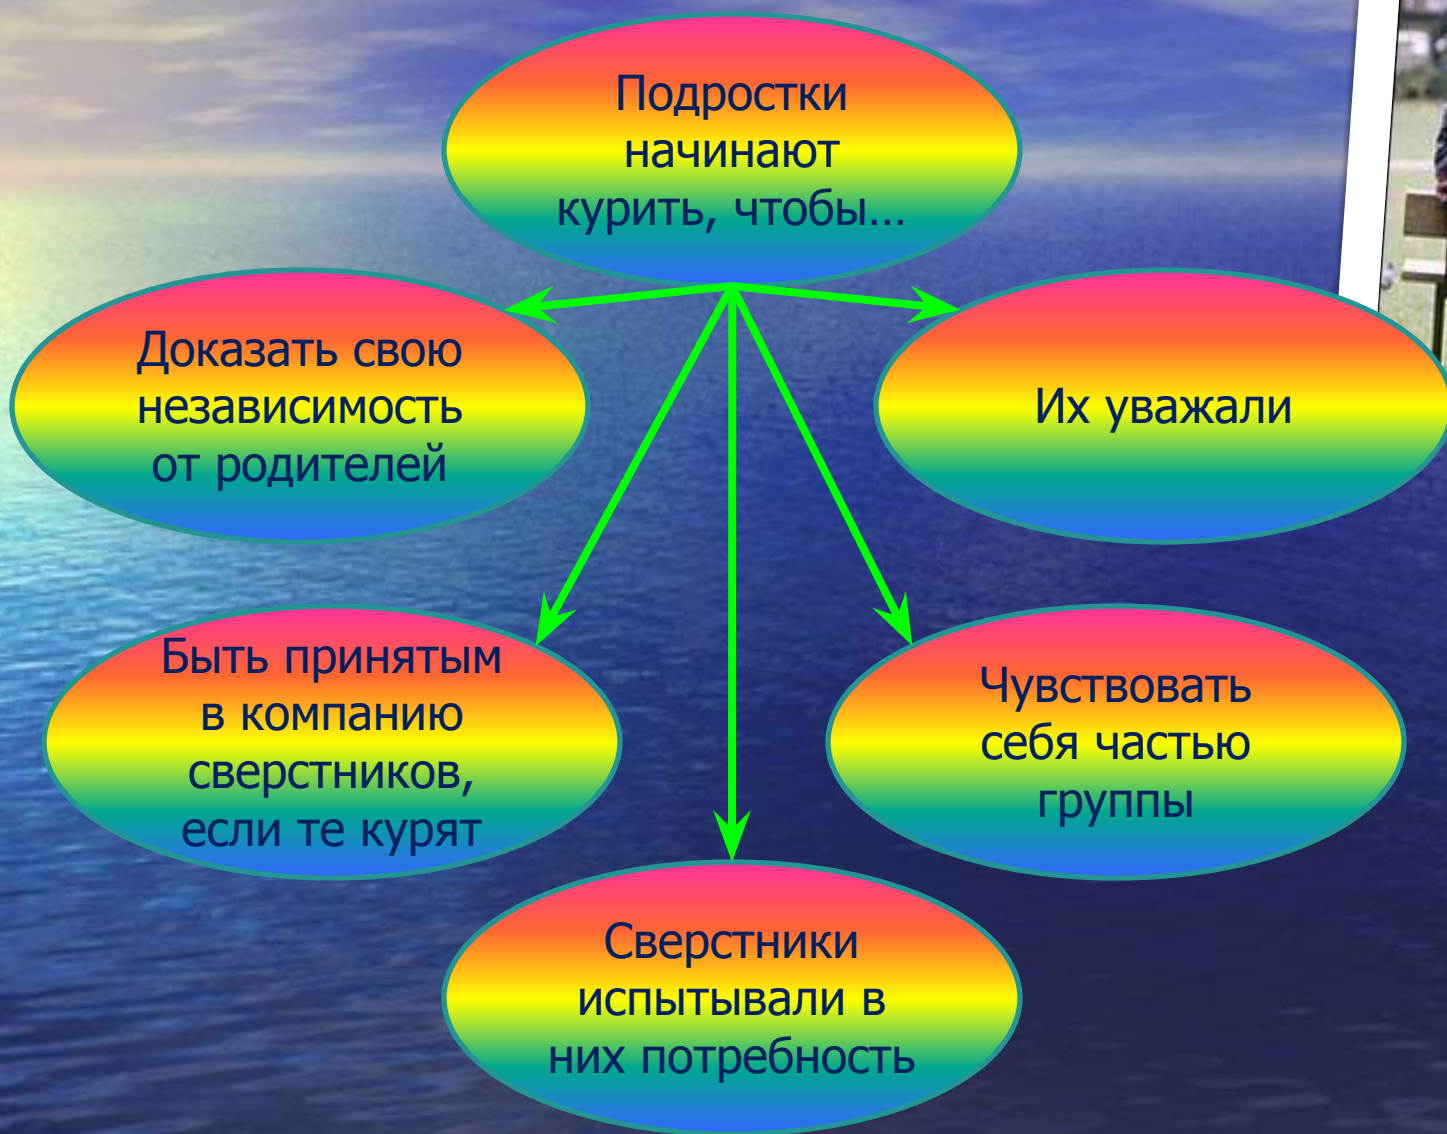 Подростки
начинают
курить, чтобы…
Доказать свою
независимость
от родителей
Их уважали
Быть принятым
в компанию
сверстников,
если те курят
Чувствовать
себя частью
группы
Сверстники
испытывали в
них потребность